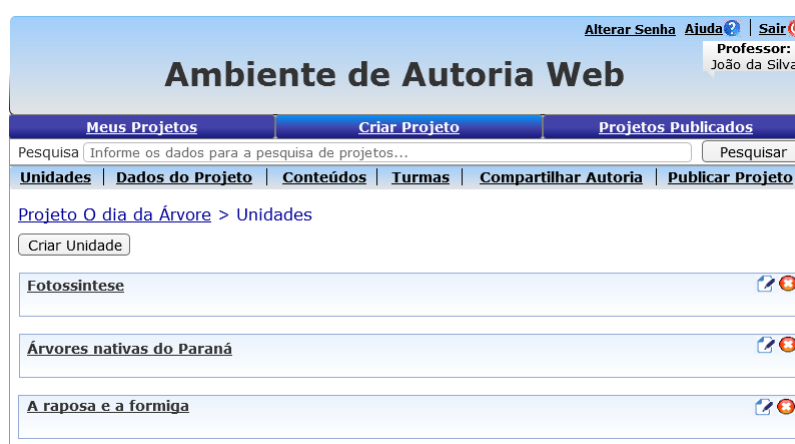 Alterar Senha Ajuda? | Sair
Professor:
João da Silva
Ambiente de Autoria Web
Meus Projetos Criar Projeto Projetos Publicados
Pesquisa Informe os dados para a pesquisa de projetos... Pesquisar
Unidades | Dados do Projeto | Conteúdos | Turmas | Compartilhar Autoria | Publicar Projeto
Projeto O dia da Árvore > Unidades
Criar Unidade
Fotossintese
Árvores nativas do Paraná
A raposa e a formiga